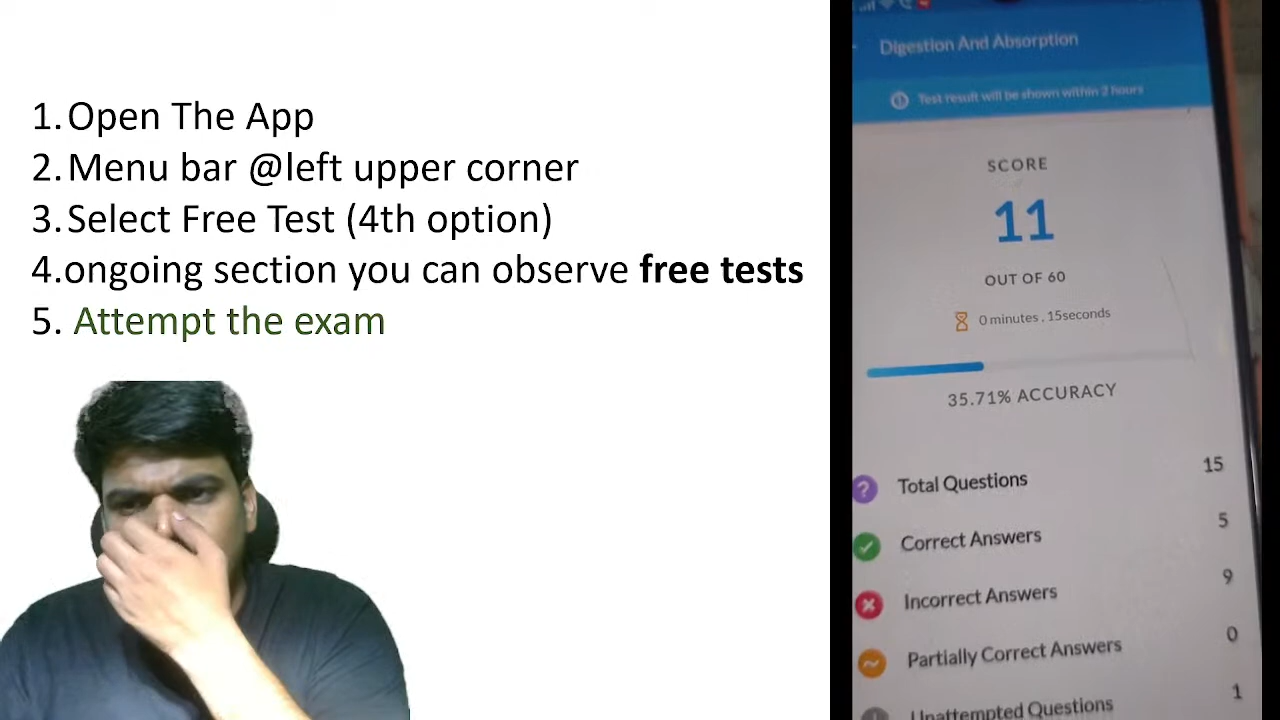 1. Open The App
2. Menu bar @left upper corner
3. Select Free Test (4th option)
4.ongoing section you can observe free tests
5. Attempt the exam
Digestion And Absorption
Test result will be shown within 2 hours
SCORE
11
OUT OF 60
0 minutes , 15seconds
35.71% ACCURACY
Total Questions 15
Correct Answers 5
Incorrect Answers 9
Partially Correct Answers 0
Unattempted Questions 1